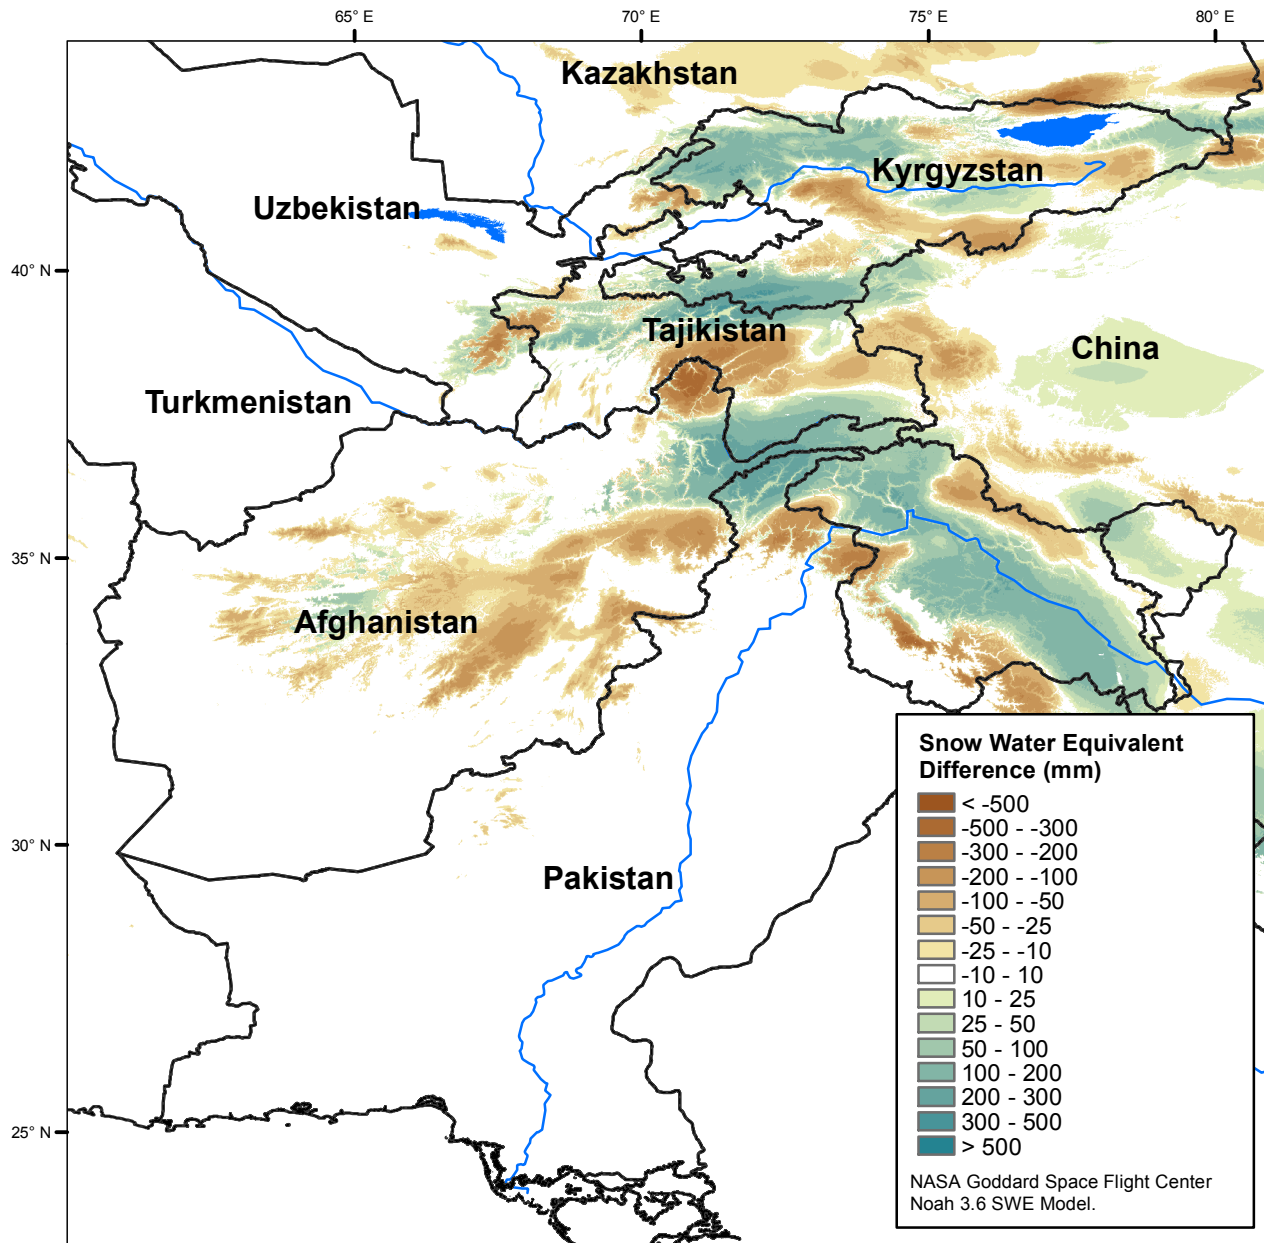 65° E
70° E
75° E
80° E
Kazakhstan
Kyrgyzstan
Uzbekistan
40° N
Tajikistan
China
Turkmenistan
35° N
Afghanistan
Snow Water Equivalent
Difference (mm)
< -500
-500 - -300
-300 - -200
-200 - -100
-100 - -50
-50 - -25
-25 - -10
-10 - 10
10 - 25
25 - 50
50 - 100
100 - 200
200 - 300
300 - 500
> 500
NASA Goddard Space Flight Center
Noah 3.6 SWE Model.
30° N
Pakistan
25° N